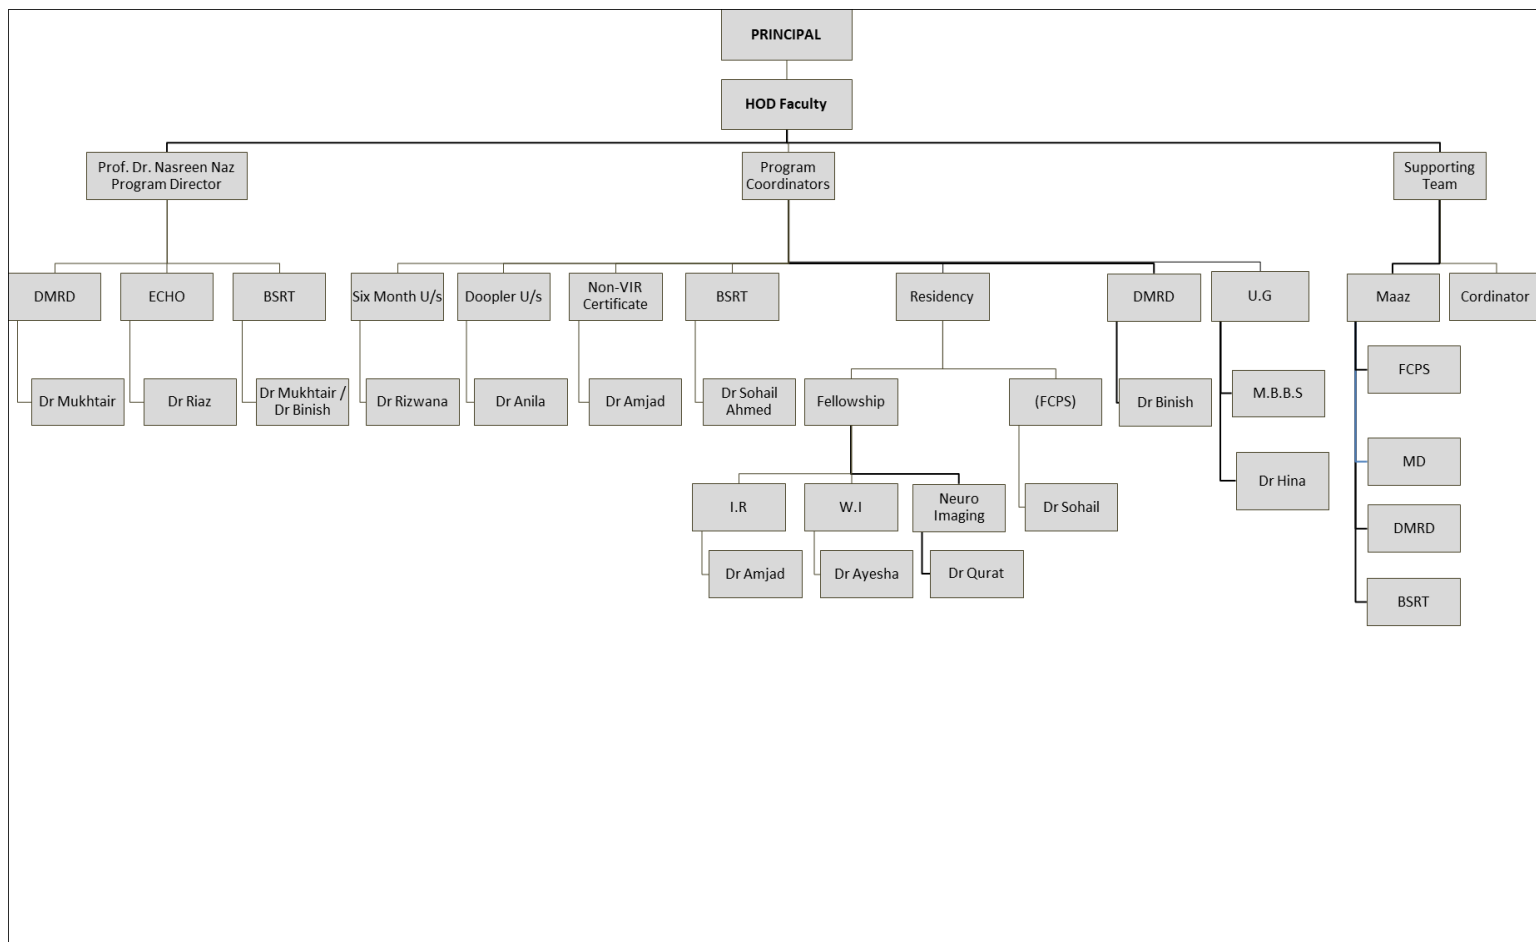 PRINCIPAL
HOD Faculty
Prof. Dr. Nasreen Naz
Program Director
Program
Coordinators
Supporting
Team
DMRD
ECHO
BSRT
Six Month U/s
Doopler U/s
Non-VIR
Certificate
BSRT
Residency
DMRD
U.G
Maaz
Cordinator
Dr Mukhtair
Dr Riaz
Dr Mukhtair /
Dr Binish
Dr Rizwana
Dr Anila
Dr Amjad
Dr Sohail
Ahmed
Fellowship
(FCPS)
Dr Binish
M.B.B.S
FCPS
Dr Hina
MD
I.R
W.I
Neuro
Imaging
Dr Sohail
DMRD
Dr Amjad
Dr Ayesha
Dr Qurat
BSRT